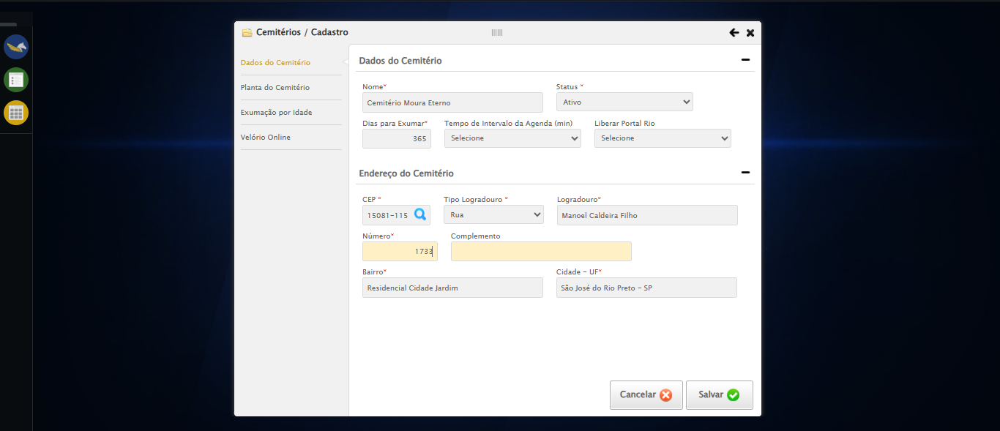 Cemitérios / Cadastro
Dados do Cemitério
Planta do Cemitério
Exumação por Idade
Velório Online
Dados do Cemitério
Nome* Status *
Cemitério Moura Eterno Ativo
Dias para Exumar* Tempo de Intervalo da Agenda (min) Liberar Portal Rio
365 Selecione Selecione
Endereço do Cemitério
CEP * Tipo Logradouro * Logradouro*
15081-115 Rua Manoel Caldeira Filho
Número* Complemento
1733
Bairro* Cidade - UF*
Residencial Cidade Jardim São José do Rio Preto - SP
Cancelar Salvar